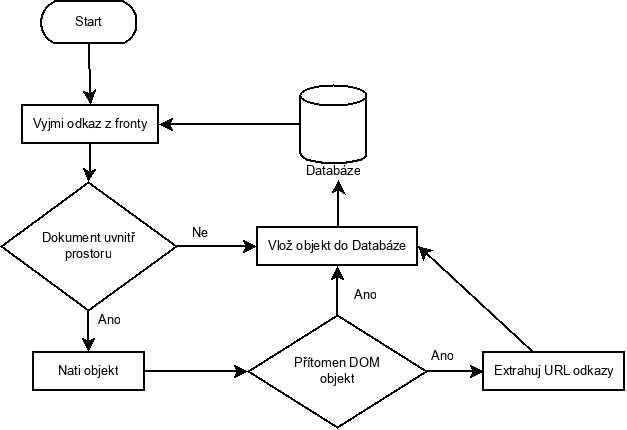 Start
Vyjmi odkaz z fronty
Databáze
Dokument uvnitř
prostoru
Ne
Vlož objekt do Databáze
Ano
Ano
Nati objekt
Přítomen DOM
objekt
Ano
Extrahuj URL odkazy